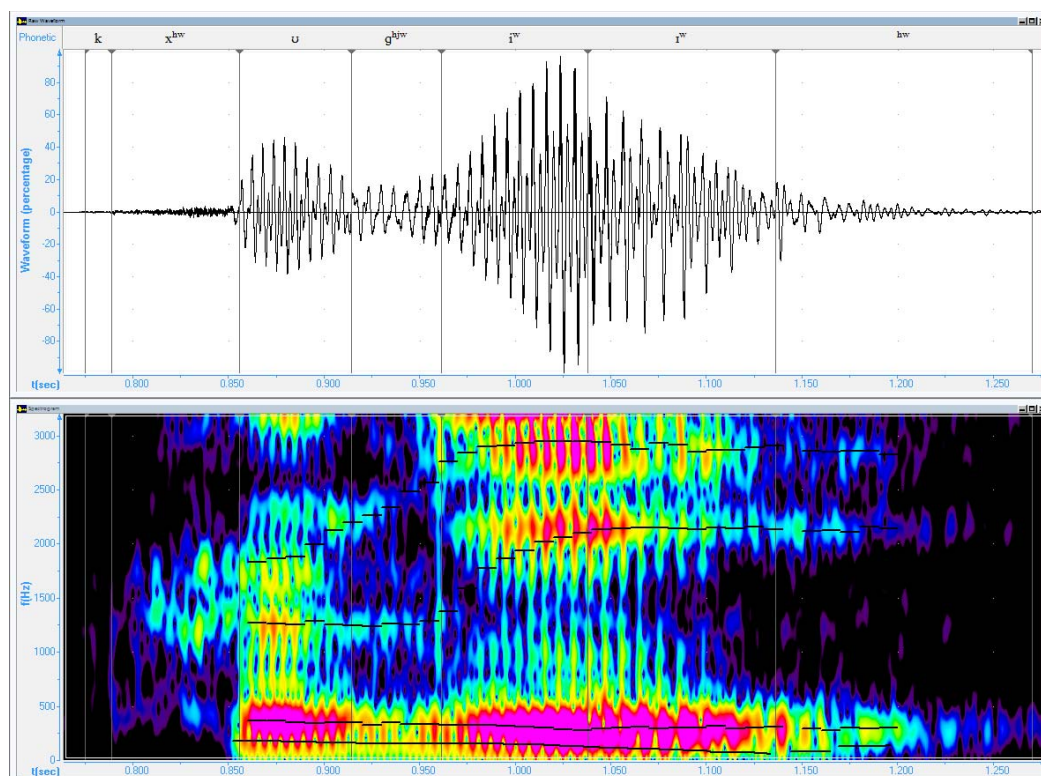 Raw Waveform
Phonetic k xʰʷ ʊ gʰʲʷ iʷ rʷ ʰʷ
Waveform (percentage)
80
60
40
20
0
-20
-40
-60
-80
t(sec) 0.800 0.850 0.900 0.950 1.000 1.050 1.100 1.150 1.200 1.250
Spectrogram
f(Hz)
3000
2500
2000
1500
1000
500
0
t(sec) 0.800 0.850 0.900 0.950 1.000 1.050 1.100 1.150 1.200 1.250